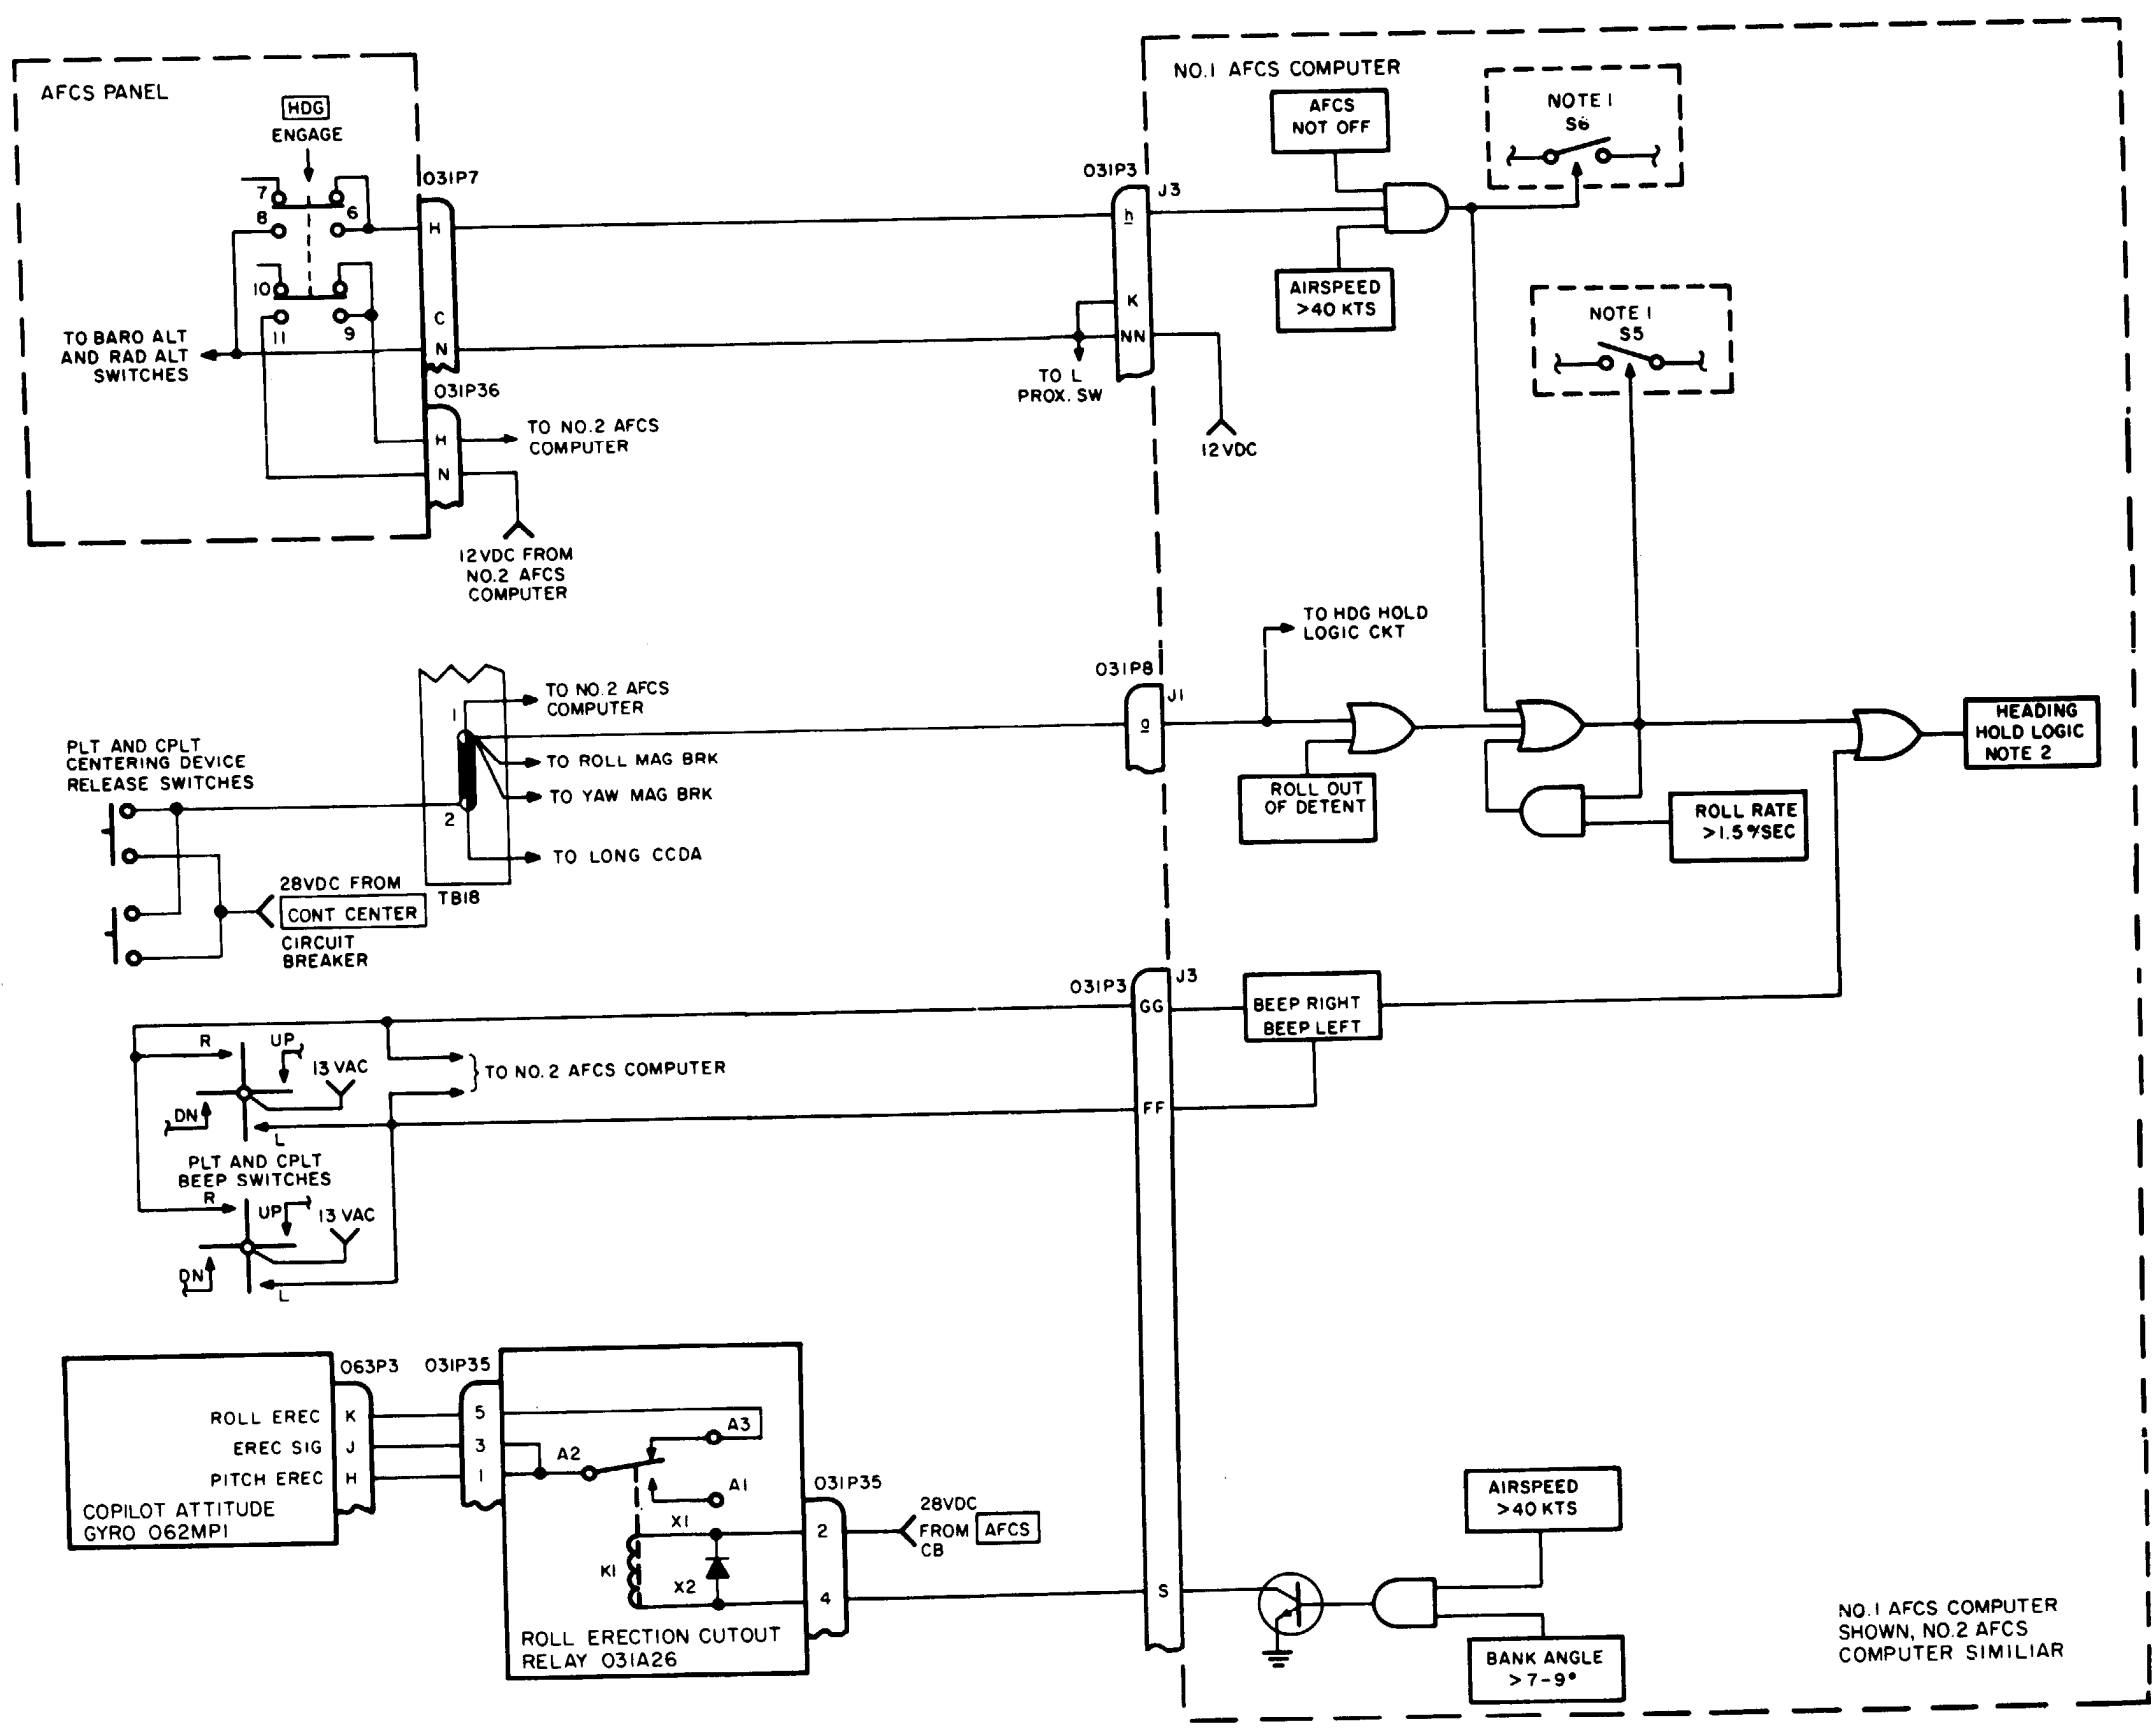 AFCS PANEL
HDG
ENGAGE
7
8
6
10
11
9
TO BARO ALT
AND RAD ALT
SWITCHES
031P7
H
C
N
031P36
H
N
TO NO.2 AFCS
COMPUTER
12VDC FROM
NO.2 AFCS
COMPUTER
NO.1 AFCS COMPUTER
031P3
J3
h
K
NN
TO L
PROX. SW
12VDC
AFCS
NOT OFF
AIRSPEED
>40 KTS
NOTE 1
S6
NOTE 1
S5
TO HDG HOLD
LOGIC CKT
031P8
J1
g
ROLL OUT
OF DETENT
ROLL RATE
>1.5°/SEC
HEADING
HOLD LOGIC
NOTE 2
1
2
TO NO.2 AFCS
COMPUTER
TO ROLL MAG BRK
TO YAW MAG BRK
TO LONG CCDA
TB18
PLT AND CPLT
CENTERING DEVICE
RELEASE SWITCHES
28VDC FROM
CONT CENTER
CIRCUIT
BREAKER
031P3
J3
GG
FF
BEEP RIGHT
BEEP LEFT
R
UP
13 VAC
DN
L
TO NO.2 AFCS COMPUTER
PLT AND CPLT
BEEP SWITCHES
R
UP
13 VAC
DN
L
063P3
031P35
ROLL EREC
K
5
EREC SIG
J
3
PITCH EREC
H
1
COPILOT ATTITUDE
GYRO 062MP1
A2
A3
A1
X1
K1
X2
ROLL ERECTION CUTOUT
RELAY 031A26
031P35
2
4
28VDC
FROM AFCS
CB
S
AIRSPEED
>40 KTS
BANK ANGLE
>7-9°
NO.1 AFCS COMPUTER
SHOWN, NO.2 AFCS
COMPUTER SIMILIAR